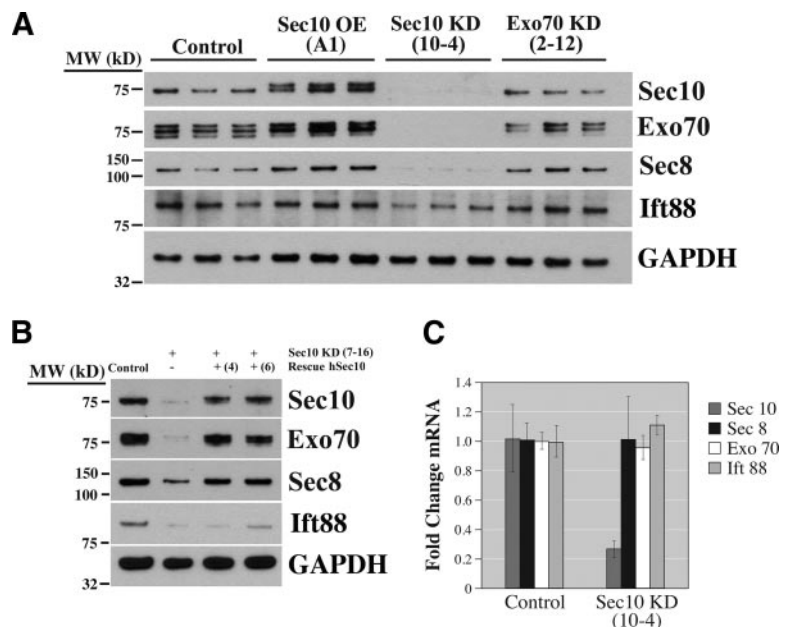 A
MW (kD)
Control
Sec10 OE
(A1)
Sec10 KD
(10-4)
Exo70 KD
(2-12)
75
Sec10
75
Exo70
150
100
Sec8
75
Ift88
32
GAPDH
B
MW (kD)
Control
+ + + Sec10 KD (7-16)
- + (4) + (6) Rescue hSec10
75
Sec10
75
Exo70
150
100
Sec8
75
Ift88
32
GAPDH
C
Fold Change mRNA
1.4
1.2
1.0
0.8
0.6
0.4
0.2
0
Control
Sec10 KD
(10-4)
Sec 10
Sec 8
Exo 70
Ift 88